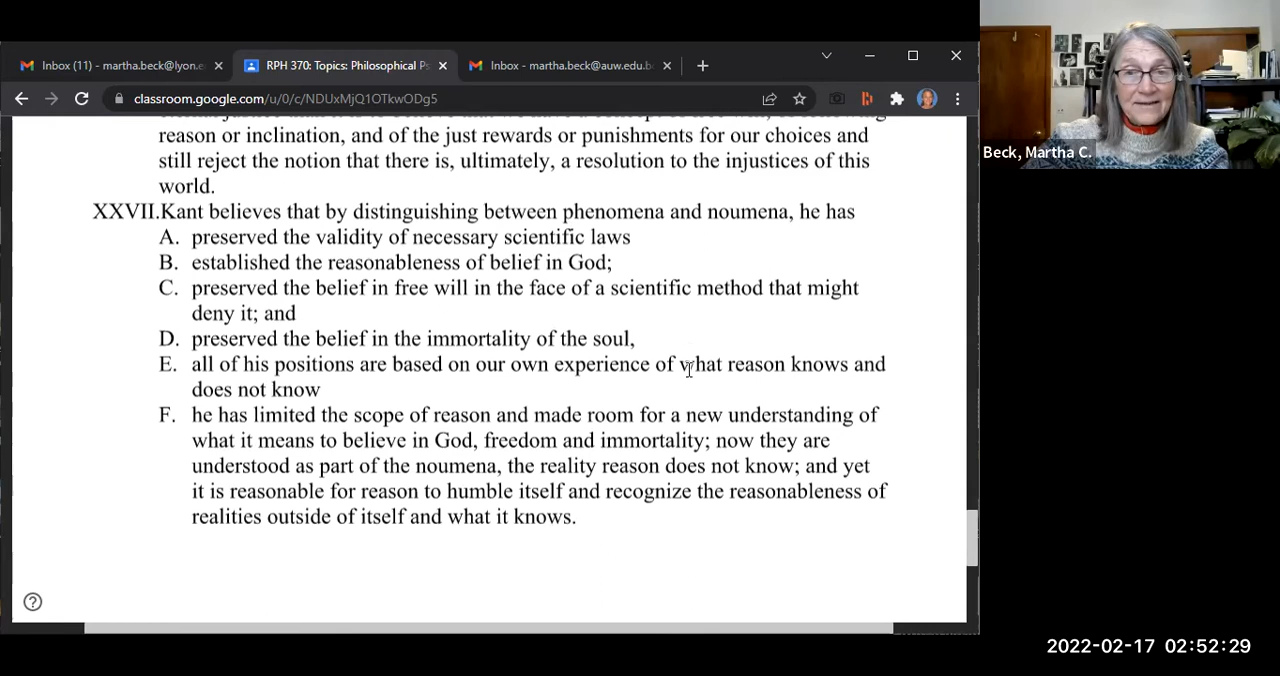 Inbox (11) - martha.beck@lyon.e
RPH 370: Topics: Philosophical P
Inbox - martha.beck@auw.edu.b
classroom.google.com/u/0/c/NDUxMjQ1OTkwODg5
reason or inclination, and of the just rewards or punishments for our choices and
still reject the notion that there is, ultimately, a resolution to the injustices of this
world.
XXVII.Kant believes that by distinguishing between phenomena and noumena, he has
A. preserved the validity of necessary scientific laws
B. established the reasonableness of belief in God;
C. preserved the belief in free will in the face of a scientific method that might
deny it; and
D. preserved the belief in the immortality of the soul,
E. all of his positions are based on our own experience of what reason knows and
does not know
F. he has limited the scope of reason and made room for a new understanding of
what it means to believe in God, freedom and immortality; now they are
understood as part of the noumena, the reality reason does not know; and yet
it is reasonable for reason to humble itself and recognize the reasonableness of
realities outside of itself and what it knows.
Beck, Martha C.
2022-02-17 02:52:29